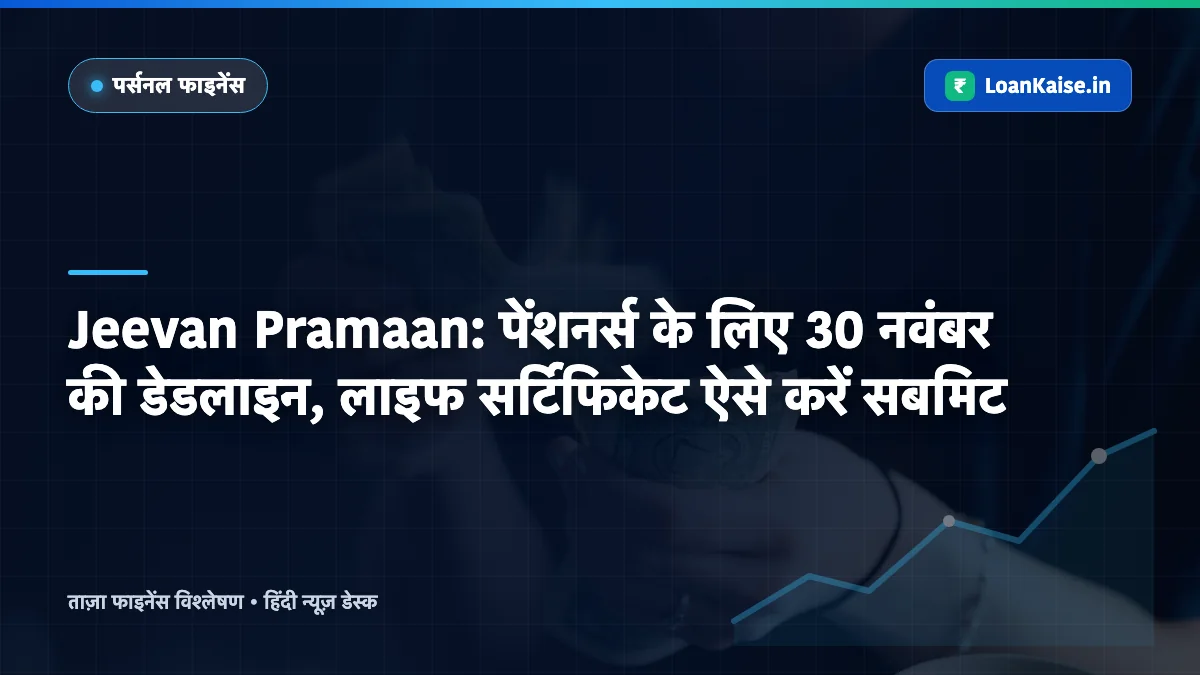 पर्सनल फाइनेंस
₹ LoanKaise.in
Jeevan Pramaan: पेंशनर्स के लिए 30 नवंबर
की डेडलाइन, लाइफ सर्टिफिकेट ऐसे करें सबमिट
ताज़ा फाइनेंस विश्लेषण • हिंदी न्यूज़ डेस्क